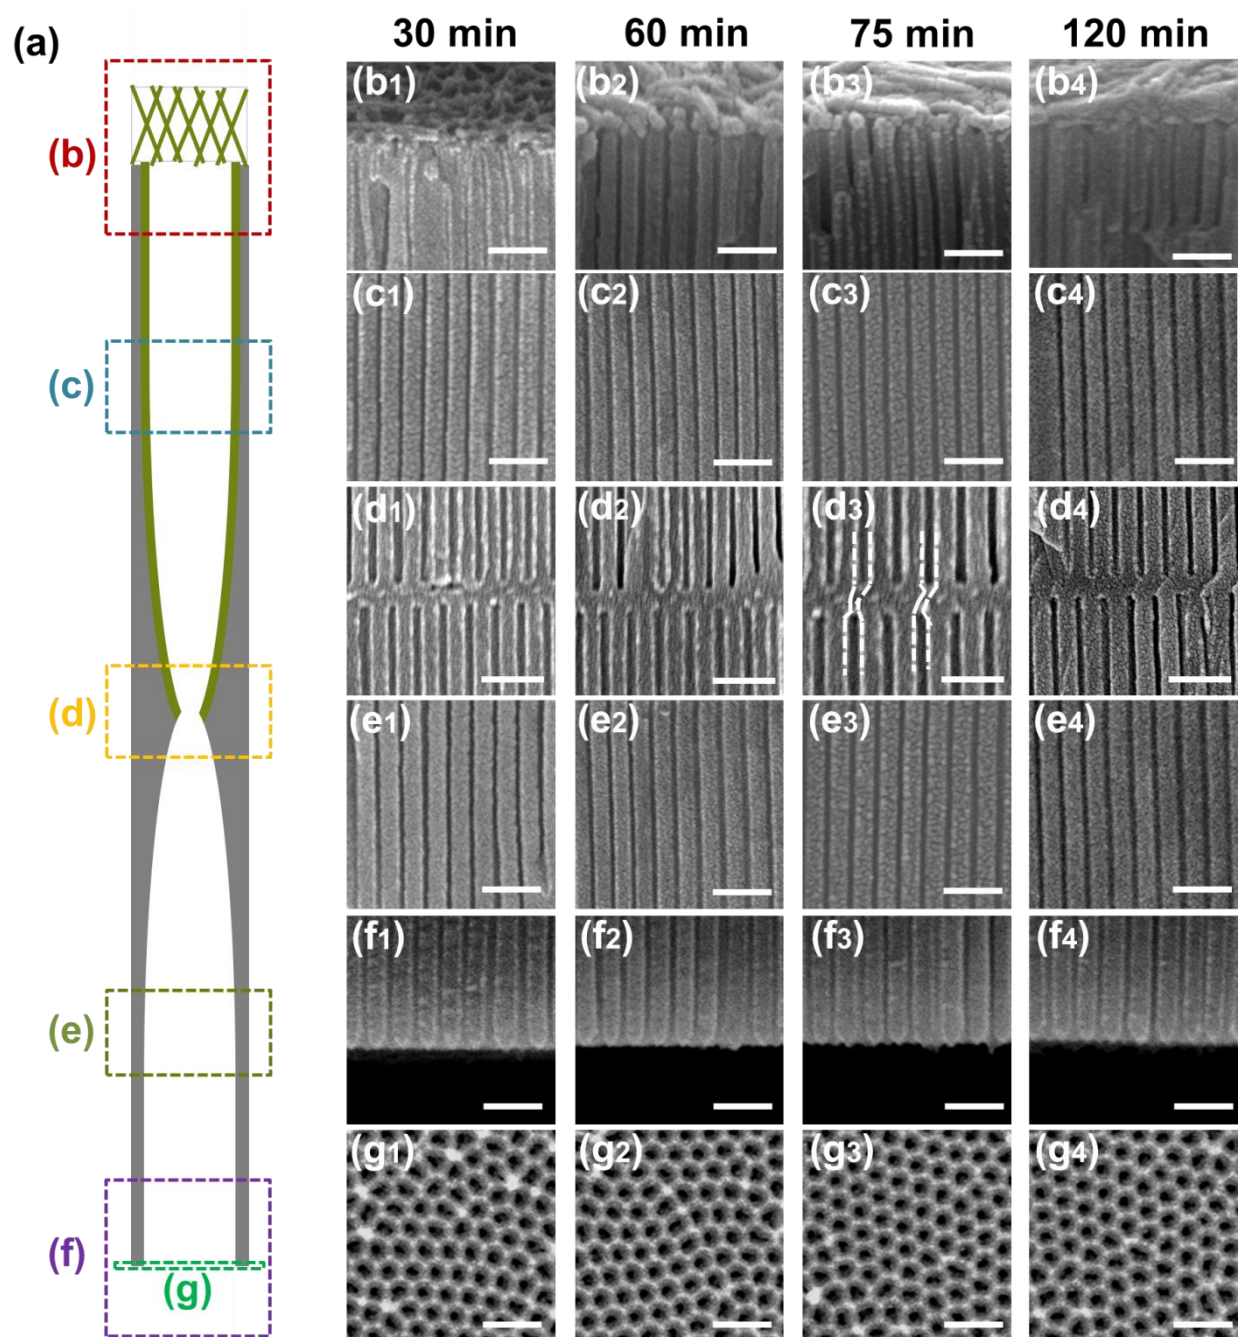 (a)
30 min 60 min 75 min 120 min
(b)
(b1) (b2) (b3) (b4)
(c)
(c1) (c2) (c3) (c4)
(d)
(d1) (d2) (d3) (d4)
(e)
(e1) (e2) (e3) (e4)
(f)
(f1) (f2) (f3) (f4)
(g)
(g1) (g2) (g3) (g4)